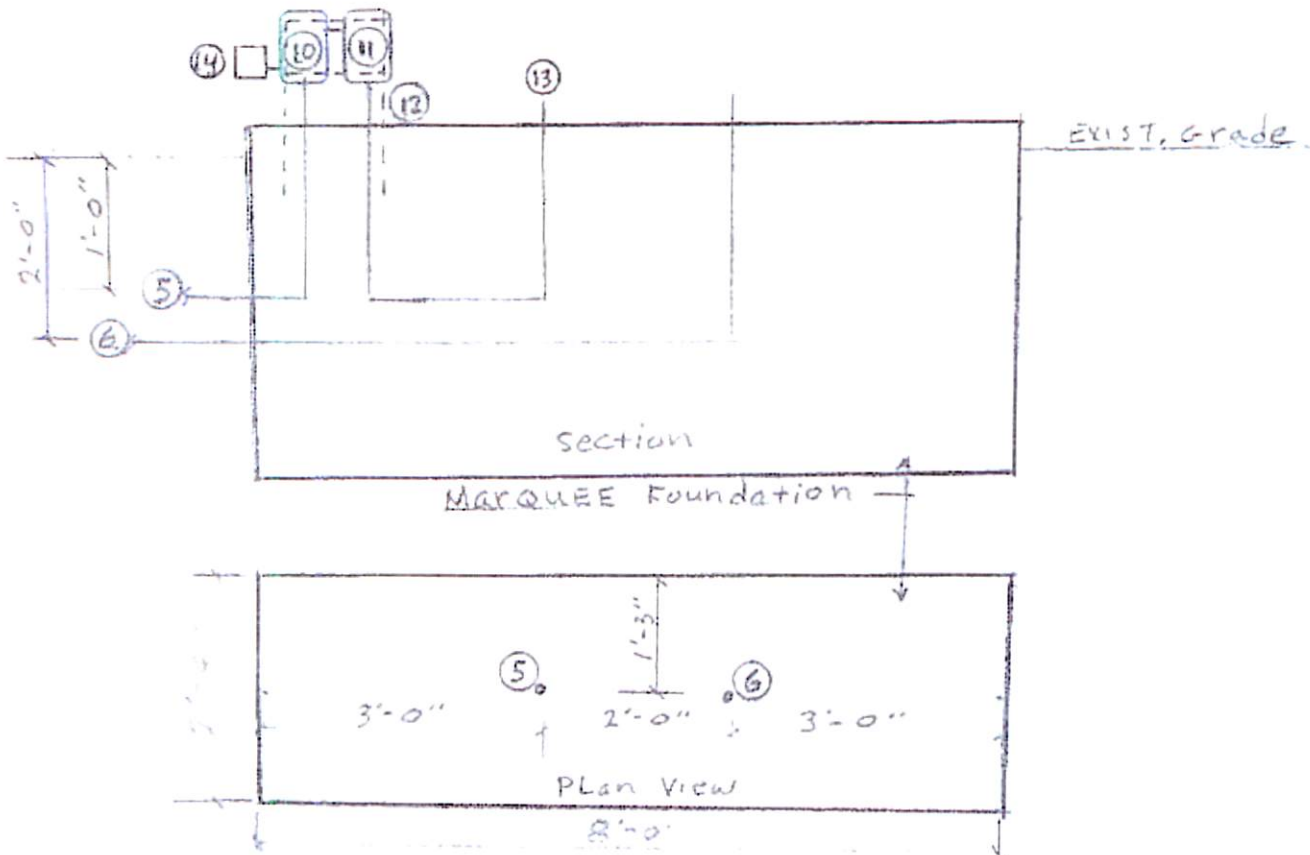 14 10 11
12
13
EXIST. Grade
2'-0"
1'-0"
5
6
Section
MARQUEE Foundation
1'-3"
5
6
3'-0"
2'-0"
3'-0"
PLan View
8'-0"